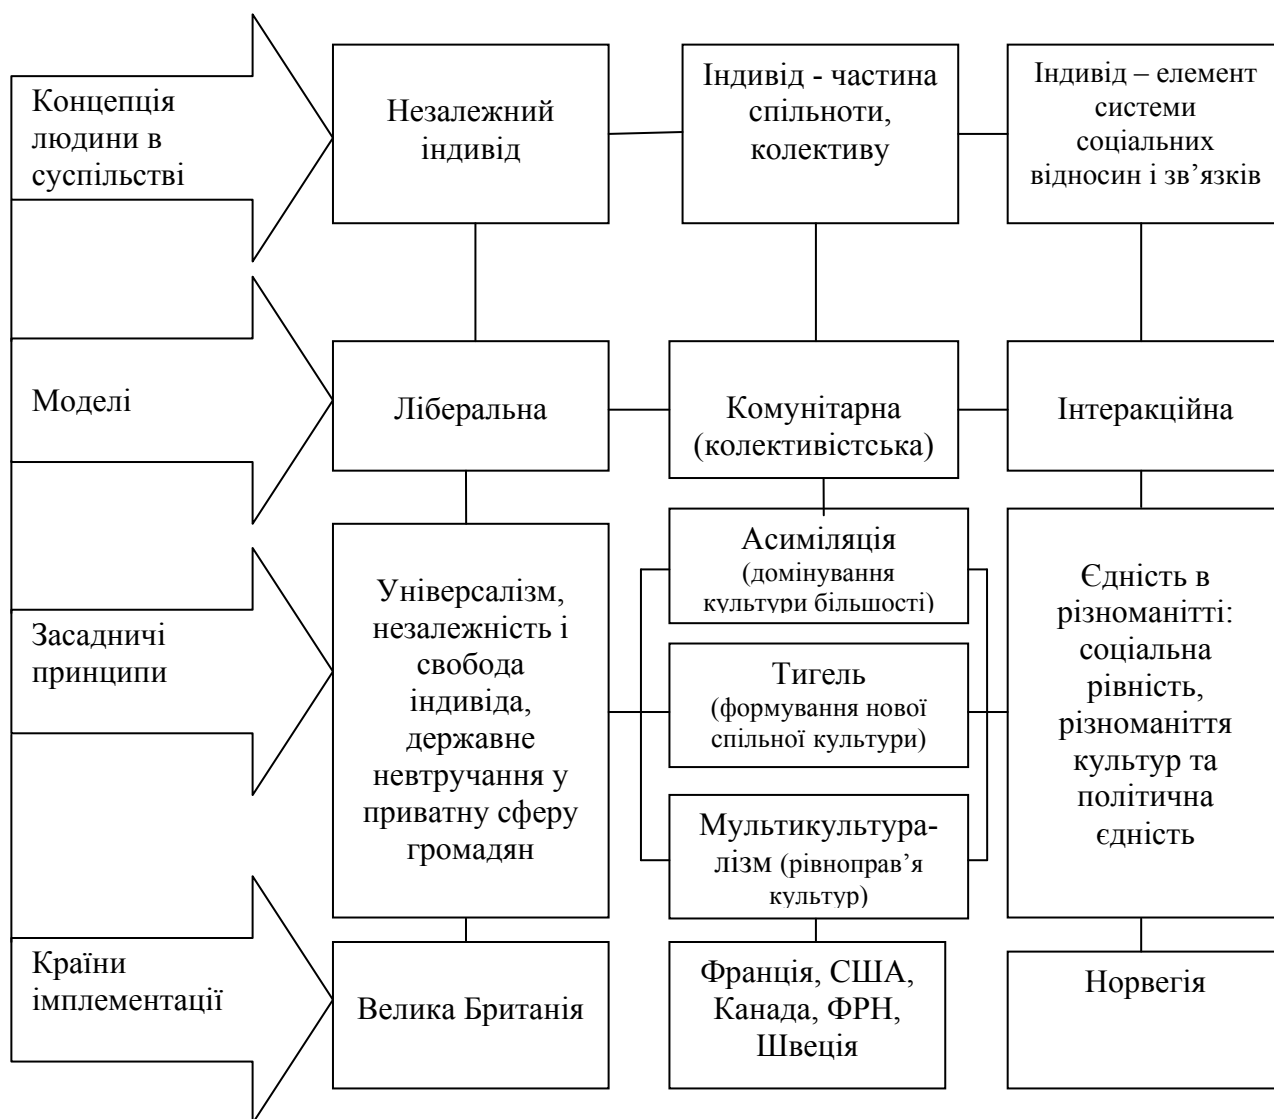 Концепція
людини в
суспільстві
Незалежний
індивід
Індивід - частина
спільноти,
колективу
Індивід – елемент
системи
соціальних
відносин і зв’язків
Моделі
Ліберальна
Комунітарна
(колективістська)
Інтеракційна
Засадничі
принципи
Універсалізм,
незалежність і
свобода
індивіда,
державне
невтручання у
приватну сферу
громадян
Асиміляція
(домінування
культури більшості)
Тигель
(формування нової
спільної культури)
Мультикультура-
лізм (рівноправ’я
культур)
Єдність в
різноманітті:
соціальна
рівність,
різноманіття
культур та
політична
єдність
Країни
імплементації
Велика Британія
Франція, США,
Канада, ФРН,
Швеція
Норвегія